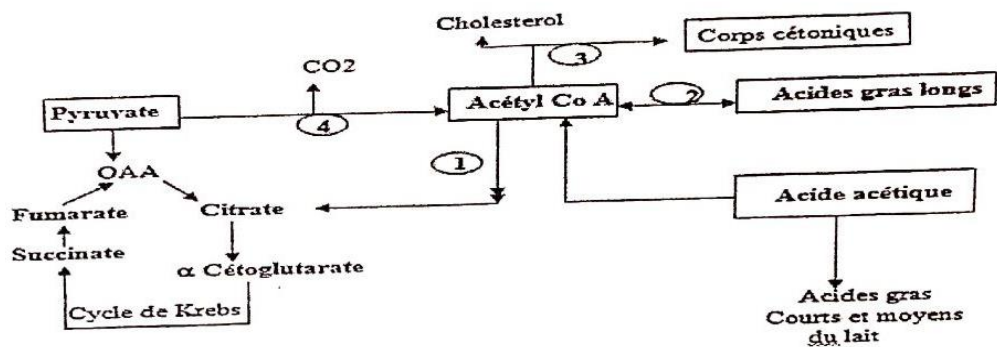 Cholesterol
Corps cétoniques
3
CO2
Acétyl Co A
2
Acides gras longs
Pyruvate
4
1
OAA
Acide acétique
Fumarate
Citrate
Succinate
α Cétoglutarate
Cycle de Krebs
Acides gras
Courts et moyens
du lait